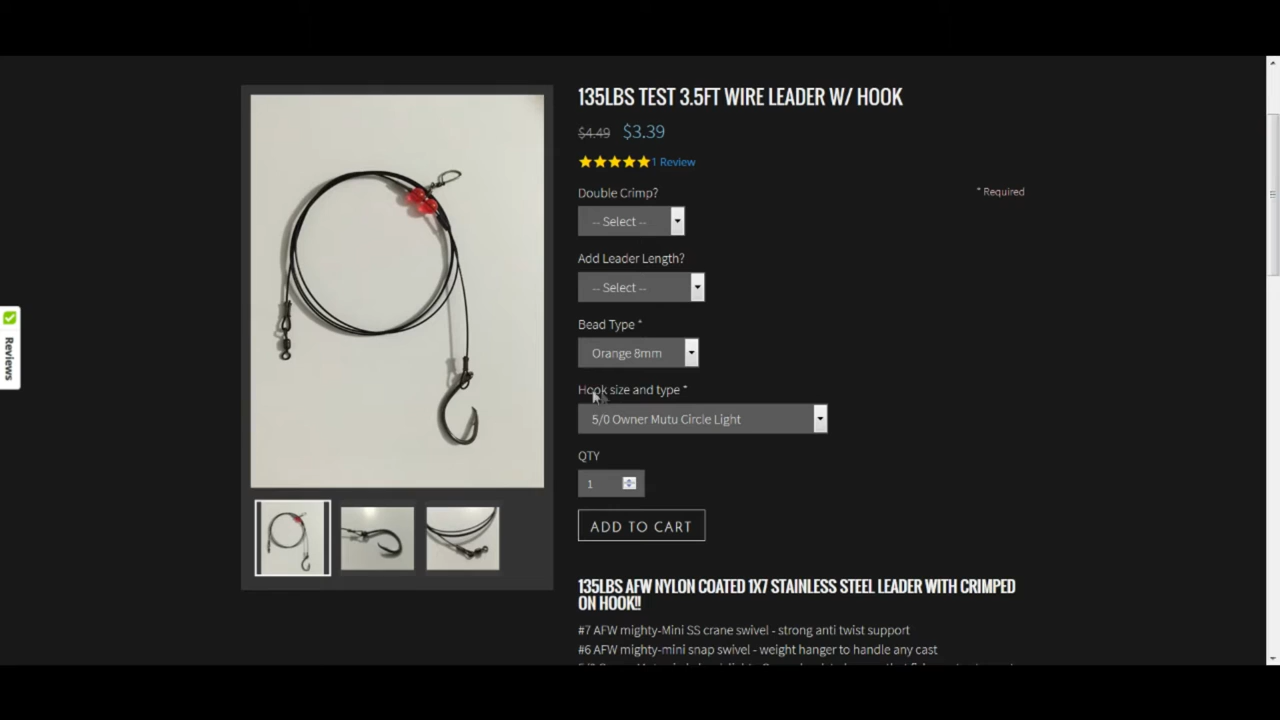 135LBS TEST 3.5FT WIRE LEADER W/ HOOK
$4.49 $3.39
1 Review
Double Crimp?
* Required
-- Select --
Add Leader Length?
-- Select --
Bead Type *
Orange 8mm
Hook size and type *
5/0 Owner Mutu Circle Light
QTY
1
ADD TO CART
Reviews
135LBS AFW NYLON COATED 1X7 STAINLESS STEEL LEADER WITH CRIMPED
ON HOOK!!
#7 AFW mighty-Mini SS crane swivel - strong anti twist support
#6 AFW mighty-mini snap swivel - weight hanger to handle any cast